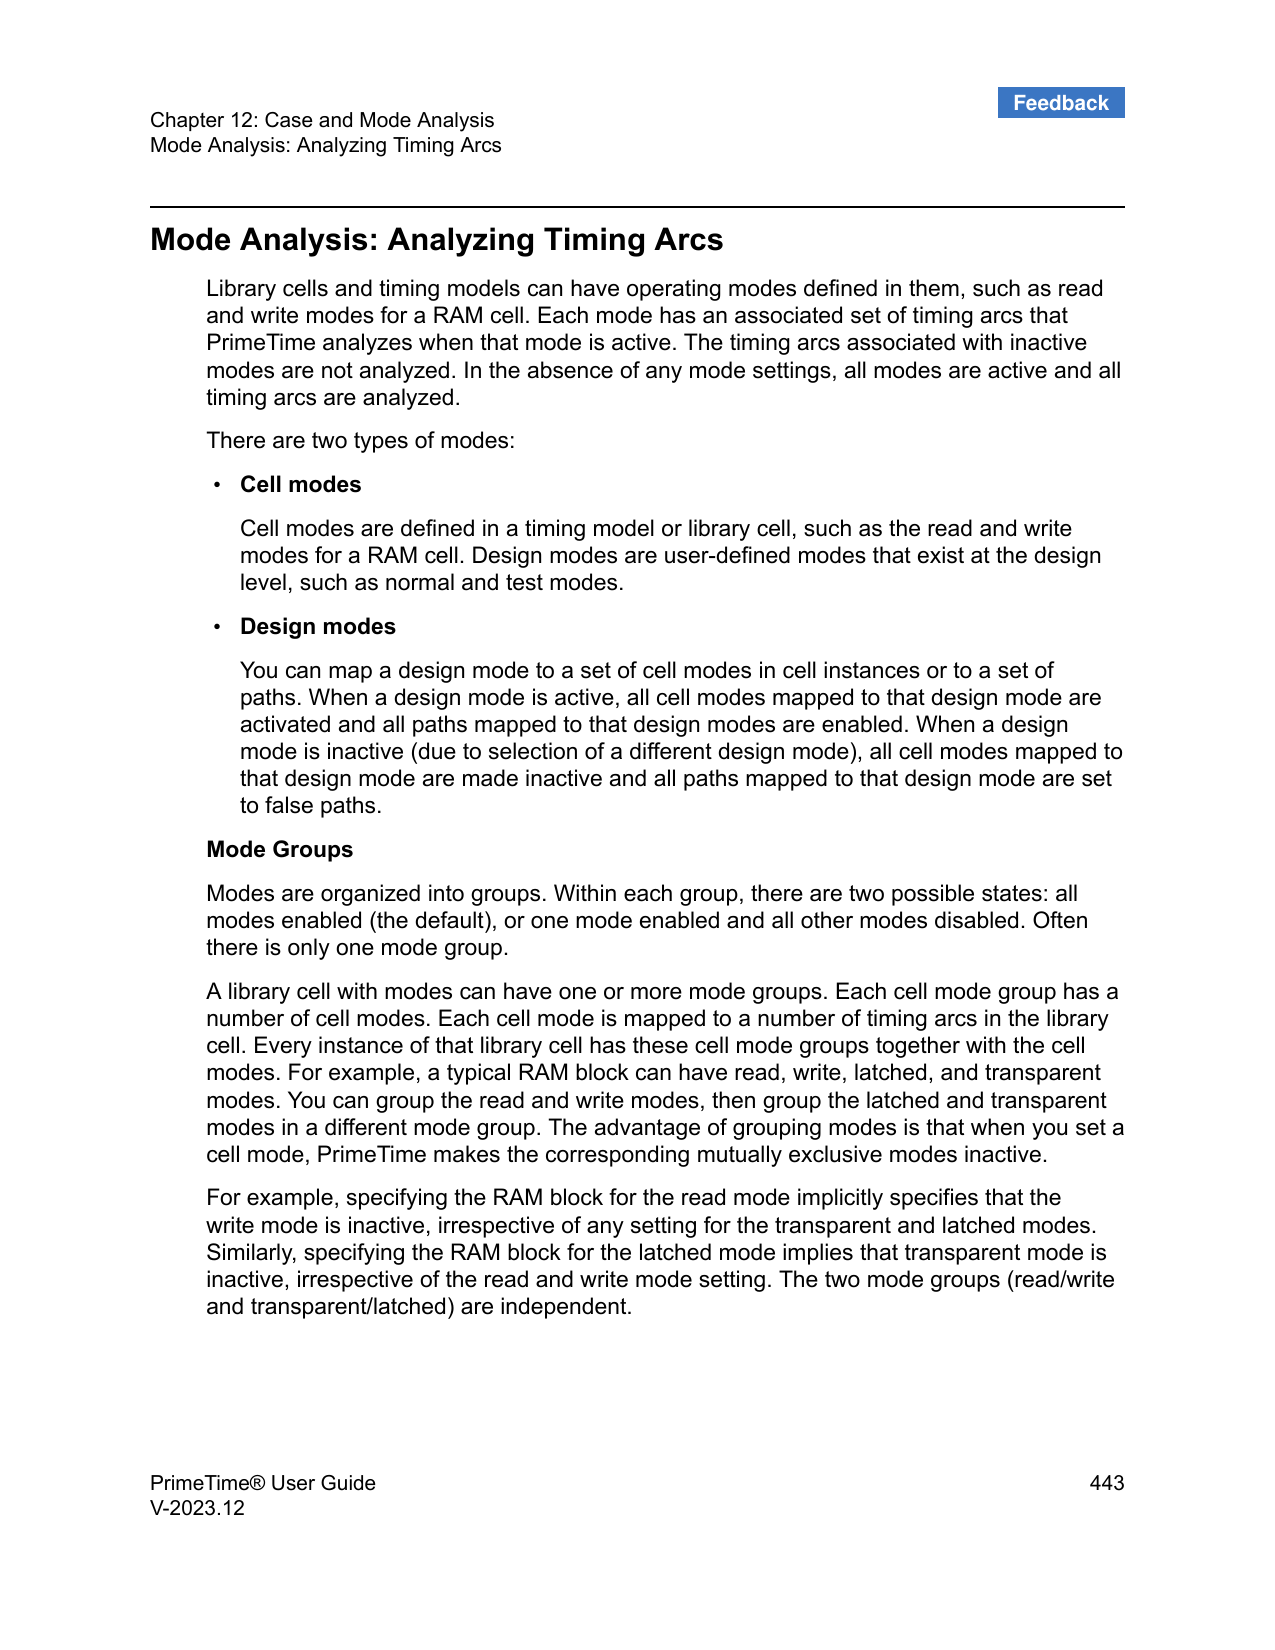 Feedback
Chapter 12: Case and Mode Analysis
Mode Analysis: Analyzing Timing Arcs
Mode Analysis: Analyzing Timing Arcs
Library cells and timing models can have operating modes defined in them, such as read
and write modes for a RAM cell. Each mode has an associated set of timing arcs that
PrimeTime analyzes when that mode is active. The timing arcs associated with inactive
modes are not analyzed. In the absence of any mode settings, all modes are active and all
timing arcs are analyzed.
There are two types of modes:
• Cell modes
Cell modes are defined in a timing model or library cell, such as the read and write
modes for a RAM cell. Design modes are user-defined modes that exist at the design
level, such as normal and test modes.
• Design modes
You can map a design mode to a set of cell modes in cell instances or to a set of
paths. When a design mode is active, all cell modes mapped to that design mode are
activated and all paths mapped to that design modes are enabled. When a design
mode is inactive (due to selection of a different design mode), all cell modes mapped to
that design mode are made inactive and all paths mapped to that design mode are set
to false paths.
Mode Groups
Modes are organized into groups. Within each group, there are two possible states: all
modes enabled (the default), or one mode enabled and all other modes disabled. Often
there is only one mode group.
A library cell with modes can have one or more mode groups. Each cell mode group has a
number of cell modes. Each cell mode is mapped to a number of timing arcs in the library
cell. Every instance of that library cell has these cell mode groups together with the cell
modes. For example, a typical RAM block can have read, write, latched, and transparent
modes. You can group the read and write modes, then group the latched and transparent
modes in a different mode group. The advantage of grouping modes is that when you set a
cell mode, PrimeTime makes the corresponding mutually exclusive modes inactive.
For example, specifying the RAM block for the read mode implicitly specifies that the
write mode is inactive, irrespective of any setting for the transparent and latched modes.
Similarly, specifying the RAM block for the latched mode implies that transparent mode is
inactive, irrespective of the read and write mode setting. The two mode groups (read/write
and transparent/latched) are independent.
PrimeTime® User Guide 443
V-2023.12